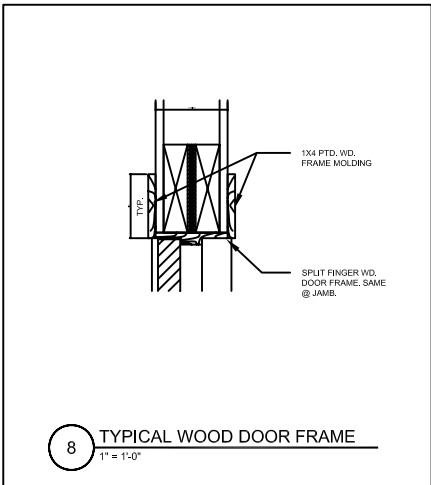 1X4 PTD. WD.
FRAME MOLDING
TYP.
SPLIT FINGER WD.
DOOR FRAME. SAME
@ JAMB.
8
TYPICAL WOOD DOOR FRAME
1" = 1'-0"